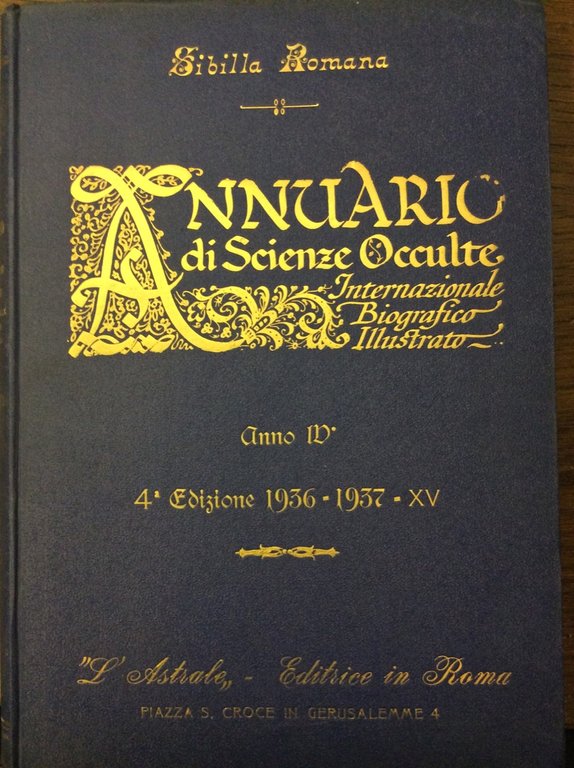 Sibilla Romana
ANNUARIO
di Scienze Occulte
Internazionale
Biografico
Illustrato
Anno IV°
4ª Edizione 1936 - 1937 - XV
"L'Astrale„ - Editrice in Roma
PIAZZA S. CROCE IN GERUSALEMME 4